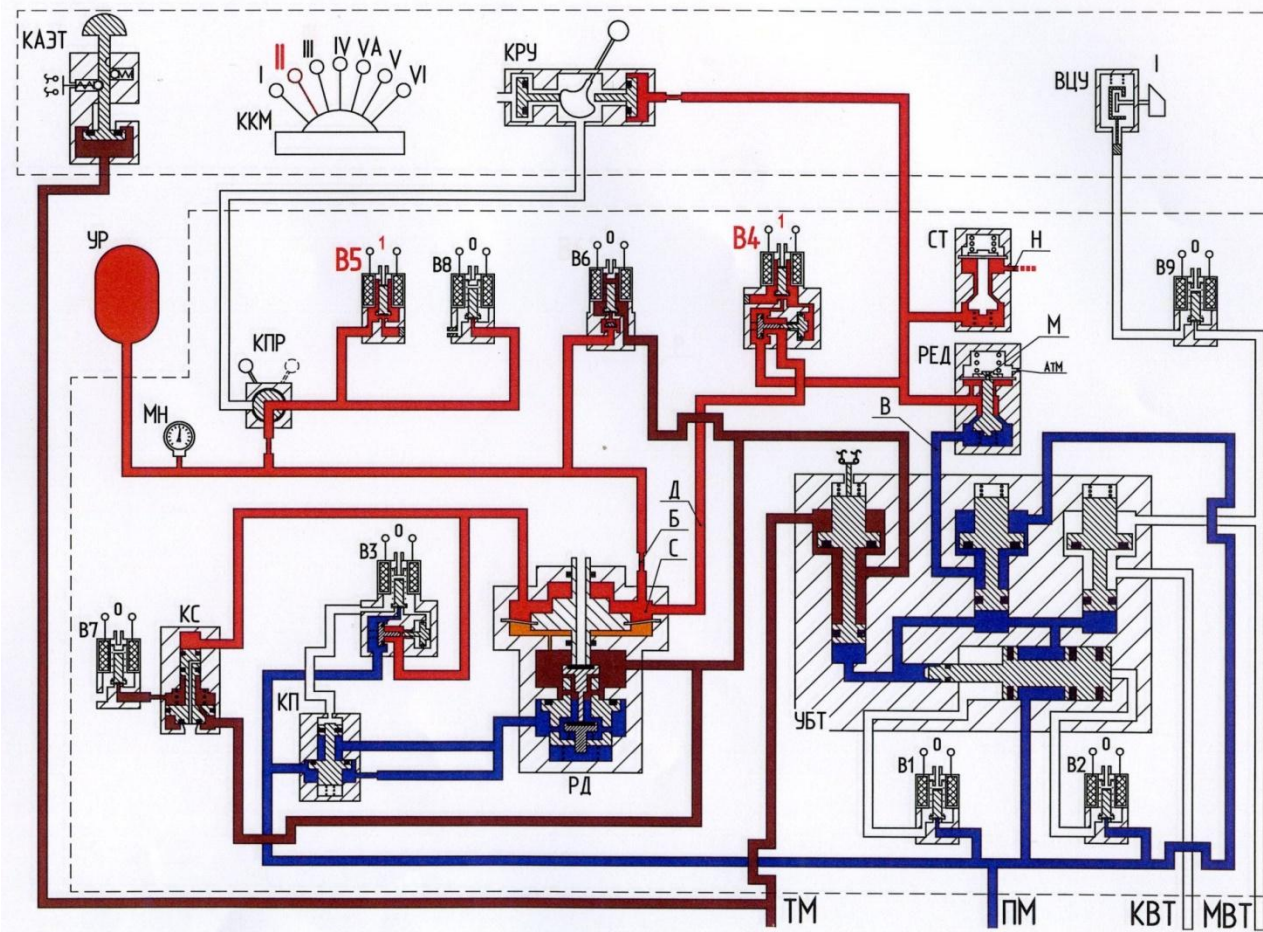 КАЭТ
I II III IV VA V VI
ККМ
КРУ
ВЦУ
I
УР
В5
1
В8
0
В6
0
В4
1
СТ
Н
В9
0
КПР
МН
РЕД
М
АТМ
В
Д
Б
С
В3
0
В7
0
КС
КП
РД
УБТ
В1
0
В2
0
ТМ
ПМ
КВТ
МВТ